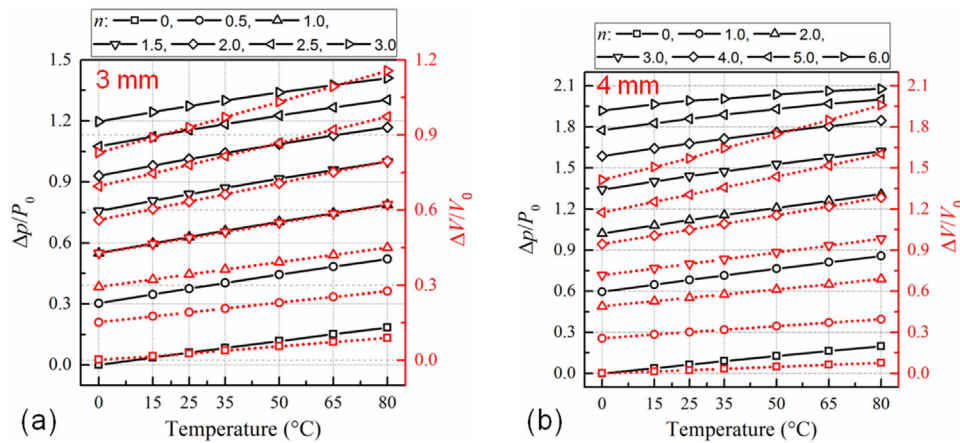 n: 0, 0.5, 1.0,
1.5, 2.0, 2.5, 3.0
3 mm
1.5
1.2
0.9
0.6
0.3
0.0
Δp/P0
1.2
0.9
0.6
0.3
0.0
ΔV/V0
0 15 25 35 50 65 80
Temperature (°C)
(a)
n: 0, 1.0, 2.0,
3.0, 4.0, 5.0, 6.0
4 mm
2.1
1.8
1.5
1.2
0.9
0.6
0.3
0.0
Δp/P0
2.1
1.8
1.5
1.2
0.9
0.6
0.3
0.0
ΔV/V0
0 15 25 35 50 65 80
Temperature (°C)
(b)